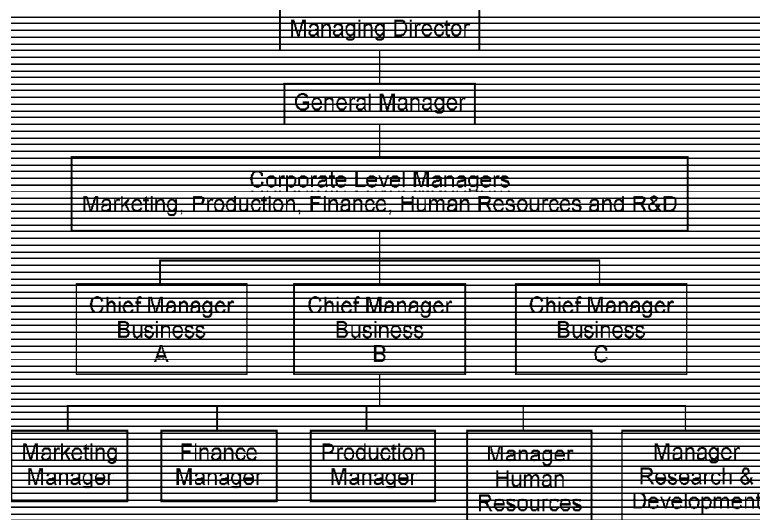 Managing Director
General Manager
Corporate Level Managers
Marketing, Production, Finance, Human Resources and R&D
Chief Manager
Business
A
Chief Manager
Business
B
Chief Manager
Business
C
Marketing
Manager
Finance
Manager
Production
Manager
Manager
Human
Resources
Manager
Research &
Development